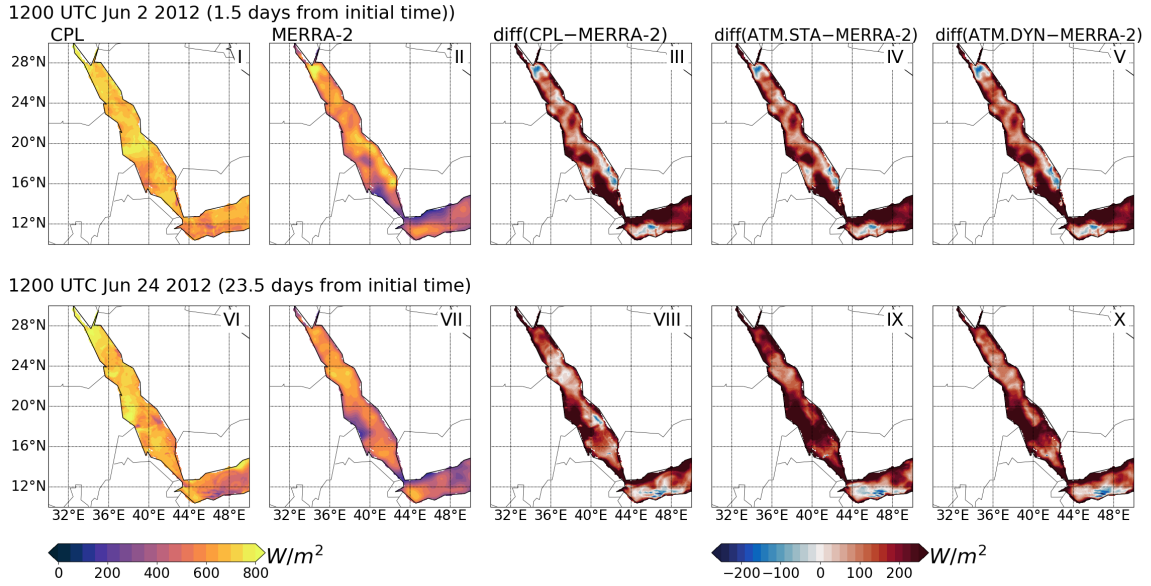 1200 UTC Jun 2 2012 (1.5 days from initial time))
CPL MERRA-2 diff(CPL−MERRA-2) diff(ATM.STA−MERRA-2) diff(ATM.DYN−MERRA-2)
I II III IV V
28°N
24°N
20°N
16°N
12°N
1200 UTC Jun 24 2012 (23.5 days from initial time)
VI VII VIII IX X
28°N
24°N
20°N
16°N
12°N
32°E 36°E 40°E 44°E 48°E 32°E 36°E 40°E 44°E 48°E 32°E 36°E 40°E 44°E 48°E 32°E 36°E 40°E 44°E 48°E 32°E 36°E 40°E 44°E 48°E
W/m² W/m²
0 200 400 600 800 −200 −100 0 100 200